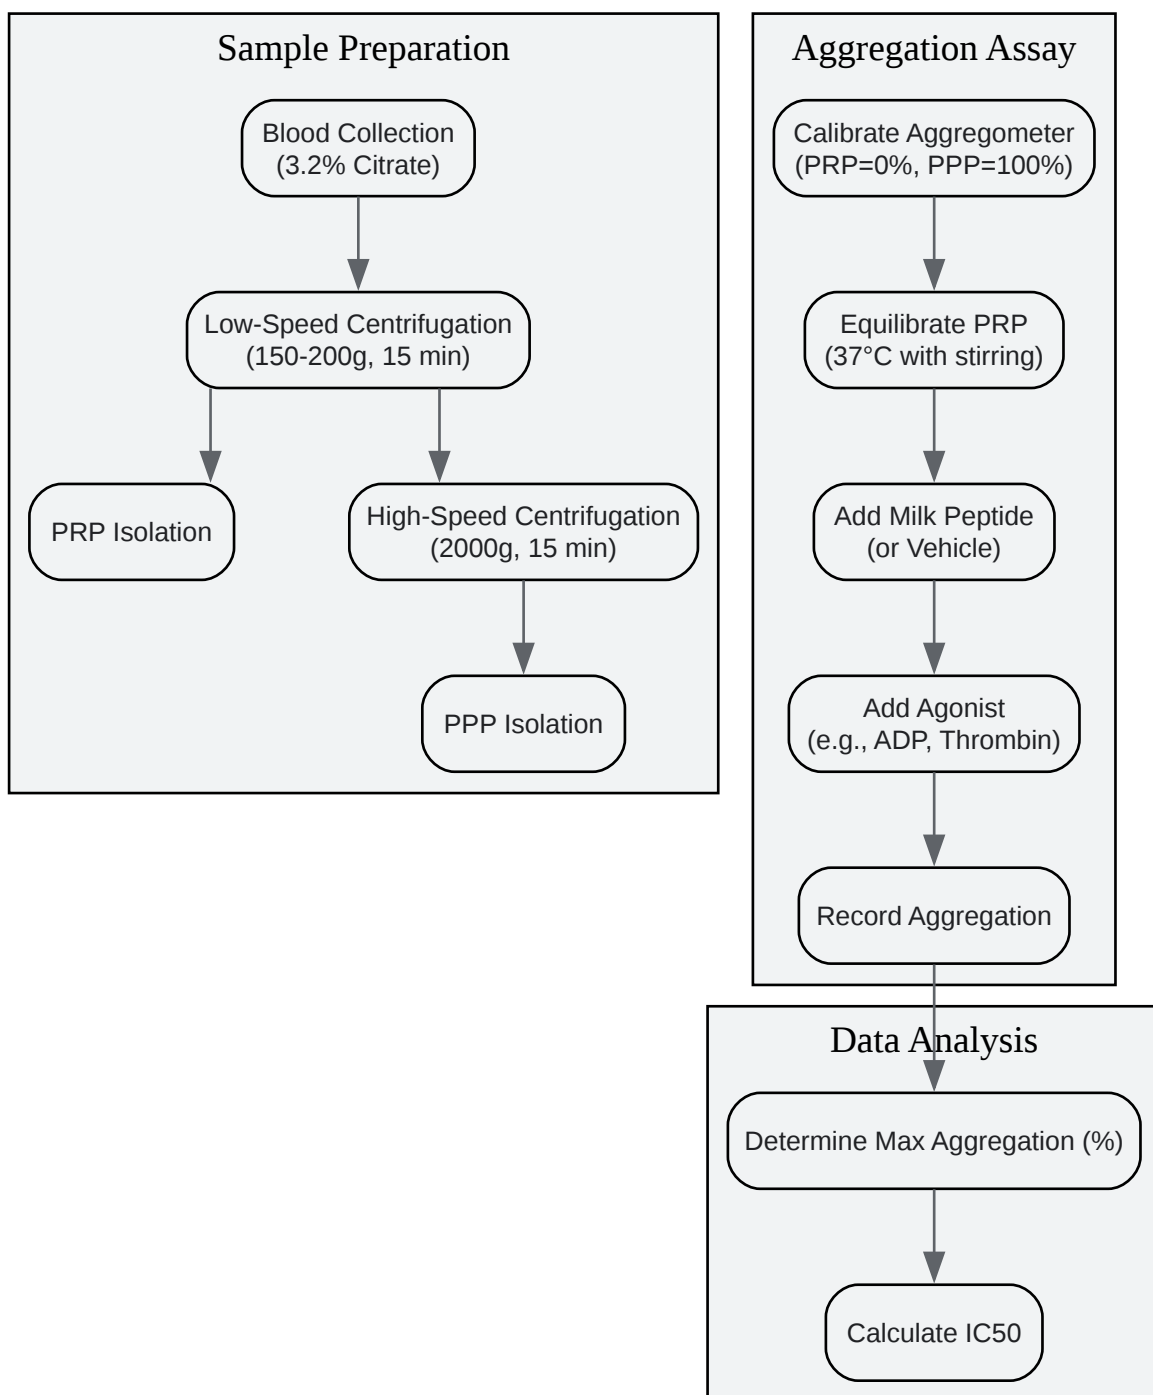 Sample Preparation
Blood Collection
(3.2% Citrate)
Low-Speed Centrifugation
(150-200g, 15 min)
PRP Isolation
High-Speed Centrifugation
(2000g, 15 min)
PPP Isolation
Aggregation Assay
Calibrate Aggregometer
(PRP=0%, PPP=100%)
Equilibrate PRP
(37°C with stirring)
Add Milk Peptide
(or Vehicle)
Add Agonist
(e.g., ADP, Thrombin)
Record Aggregation
Data Analysis
Determine Max Aggregation (%)
Calculate IC50